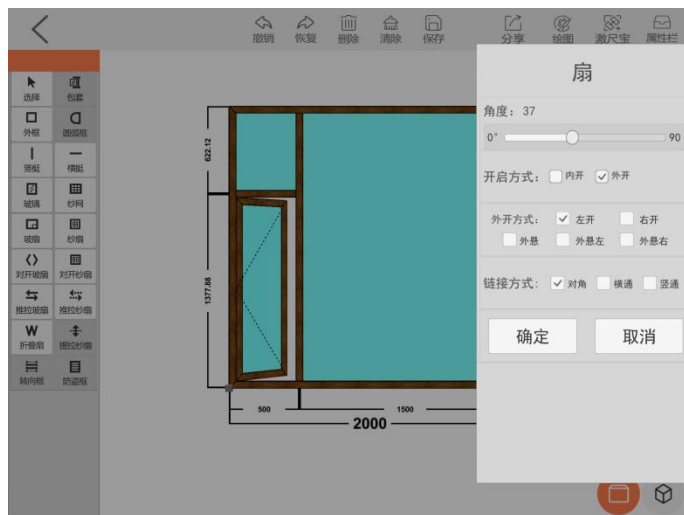 撤销 恢复 删除 清除 保存 分享 绘图 激尺宝 属性栏
选择 包套
外框 圆弧框
竖梃 横梃
玻璃 纱网
玻扇 纱扇
对开玻扇 对开纱扇
推拉玻扇 推拉纱扇
折叠扇 提拉纱扇
转向框 防盗框
622.12
1377.88
500 1500
2000
扇
角度：37
0° 90
开启方式： 内开 外开
外开方式： 左开 右开
外悬 外悬左 外悬右
链接方式： 对角 横通 竖通
确定 取消